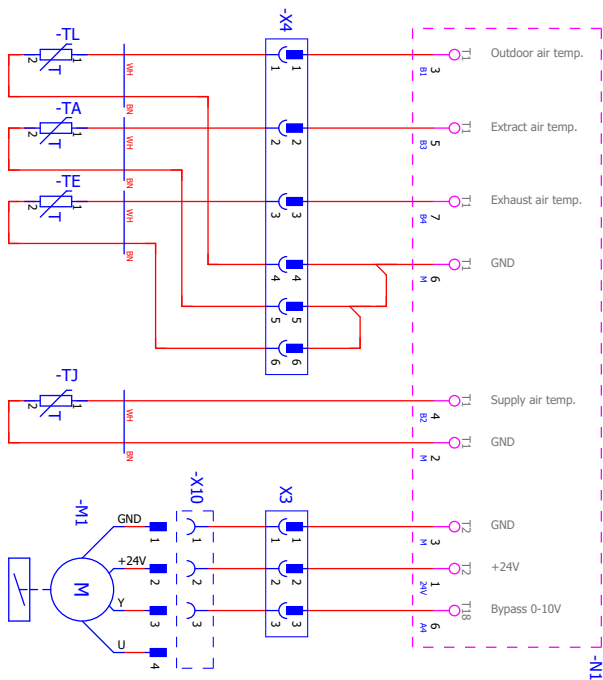 -X4
-TL
1
2
T
WH
BN
1
1
3
B1
T1
Outdoor air temp.
-TA
1
2
T
WH
BN
2
2
5
B3
T1
Extract air temp.
-TE
1
2
T
WH
BN
3
3
7
B4
T1
Exhaust air temp.
4
4
6
M
T1
GND
5
5
6
6
-TJ
1
2
T
WH
BN
4
B2
T1
Supply air temp.
2
M
T1
GND
-M1
M
-X10
X3
GND
1
1
1
1
3
M
T2
GND
+24V
2
2
2
2
1
24V
T2
+24V
Y
3
3
3
3
6
A4
T18
Bypass 0-10V
U
4
-N1